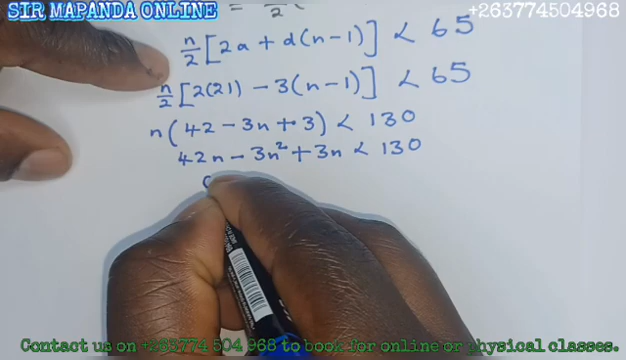 SIR MAPANDA ONLINE
+263774504968
= n/2 (
n/2 [2a + d(n-1)] < 65
n/2 [2(21) - 3(n-1)] < 65
n(42 - 3n + 3) < 130
42n - 3n² + 3n < 130
Contact us on +263774 504 968 to book for online or physical classes.